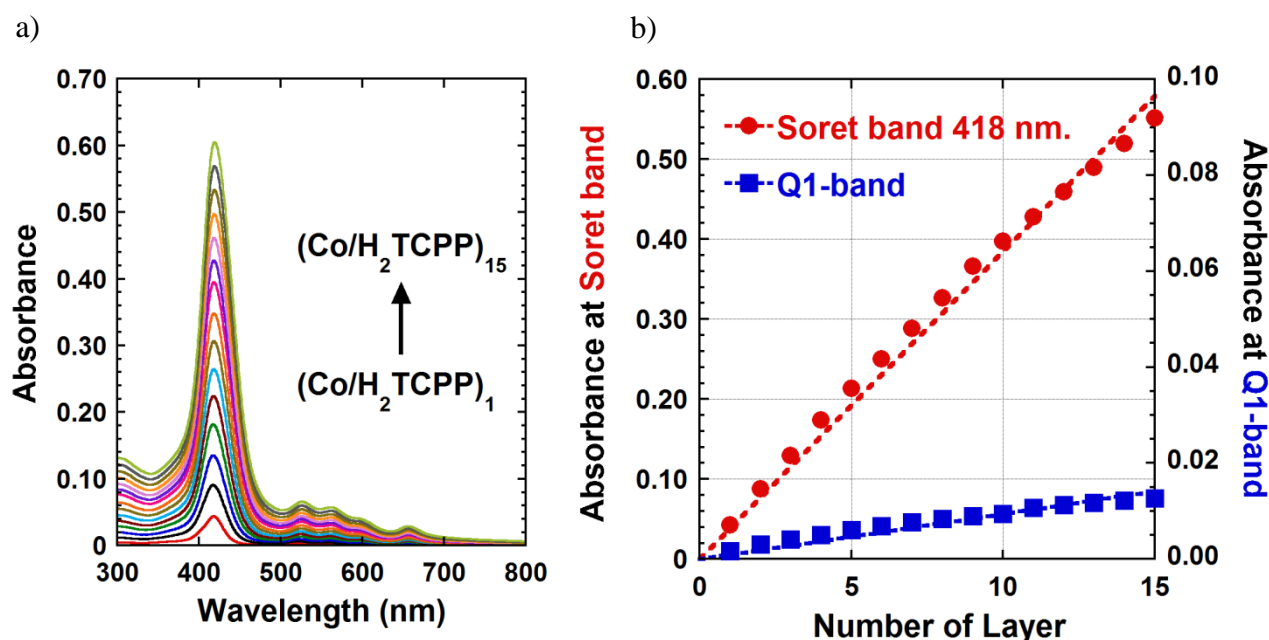 a)
Absorbance
0.70
0.60
0.50
0.40
0.30
0.20
0.10
0
300
400
500
600
700
800
Wavelength (nm)
(Co/H2TCPP)15
(Co/H2TCPP)1
b)
Absorbance at Soret band
0.60
0.50
0.40
0.30
0.20
0.10
0
0
5
10
15
Number of Layer
Soret band 418 nm.
Q1-band
0.10
0.08
0.06
0.04
0.02
0.00
Absorbance at Q1-band